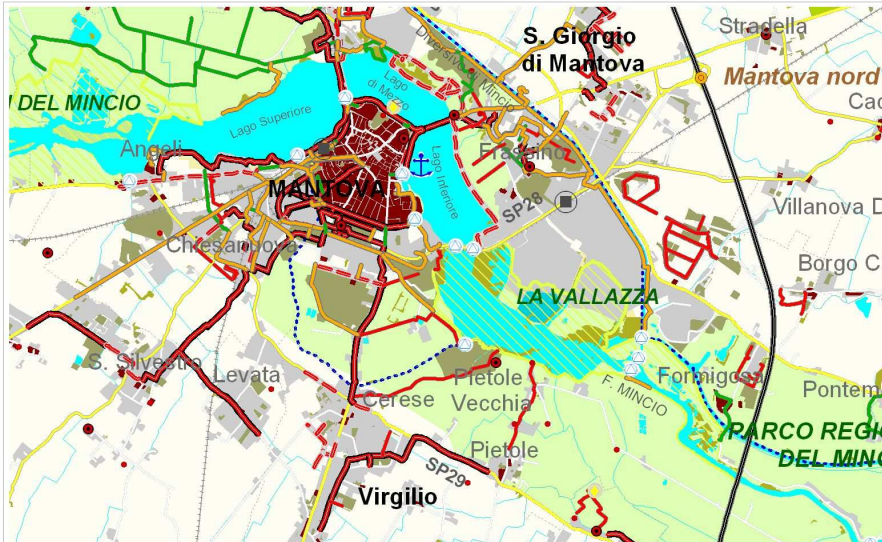 Stradella
S. Giorgio
di Mantova
Mantova nord
Diversivo di Mincio
Lago
di Mezzo
DEL MINCIO
Lago Superiore
Angeli
Frassino
Lago Inferiore
MANTOVA
SP28
Villanova D
Chiesanuova
Borgo C
LA VALLAZZA
S. Silvestro
Levata
Cerese
Pietole
Vecchia
F. MINCIO
Formigosa
Pontem
PARCO REGIO
DEL MINC
Pietole
SP29
Virgilio